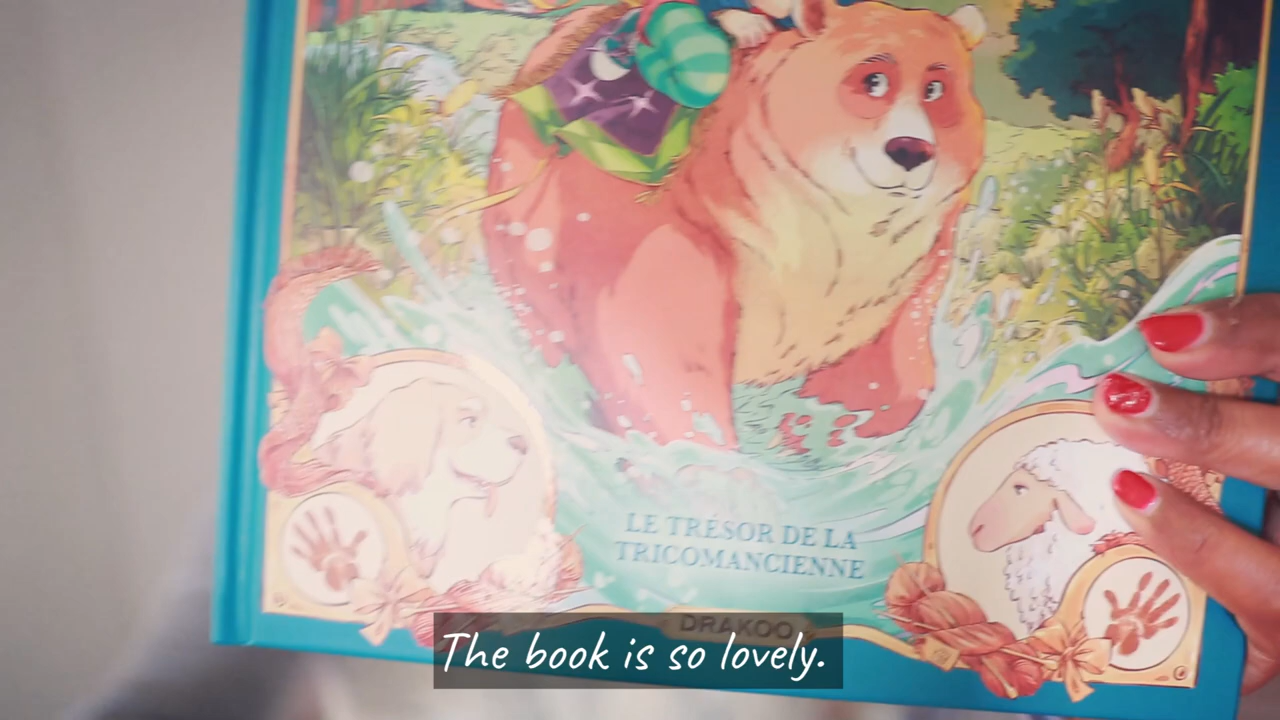 LE TRÉSOR DE LA
TRICOMANCIENNE
DRAKOO
The book is so lovely.